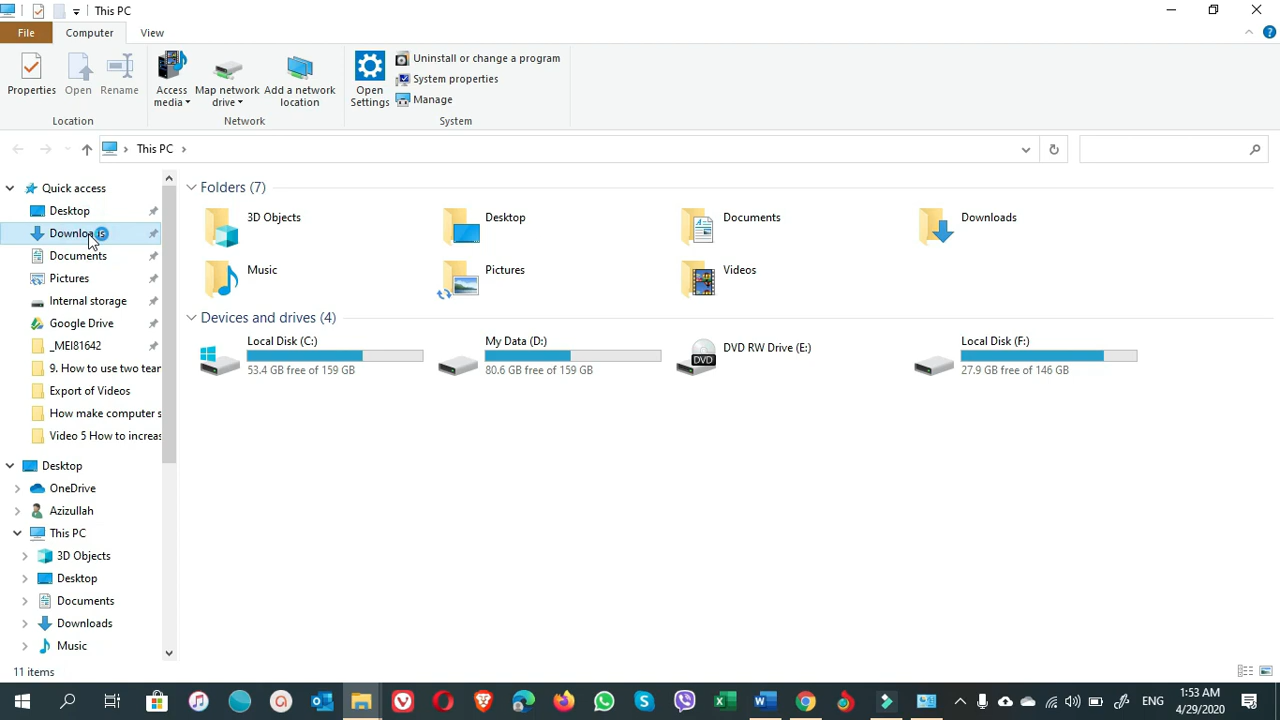 This PC
File Computer View
Properties
Open
Rename
Access media
Map network drive
Add a network location
Open Settings
Uninstall or change a program
System properties
Manage
Location
Network
System
This PC
Quick access
Desktop
Downloads
Documents
Pictures
Internal storage
Google Drive
_MEI81642
9. How to use two tean
Export of Videos
How make computer s
Video 5 How to increas
Desktop
OneDrive
Azizullah
This PC
3D Objects
Desktop
Documents
Downloads
Music
Folders (7)
3D Objects
Desktop
Documents
Downloads
Music
Pictures
Videos
Devices and drives (4)
Local Disk (C:)
53.4 GB free of 159 GB
My Data (D:)
80.6 GB free of 159 GB
DVD
DVD RW Drive (E:)
Local Disk (F:)
27.9 GB free of 146 GB
11 items
ENG
1:53 AM
4/29/2020